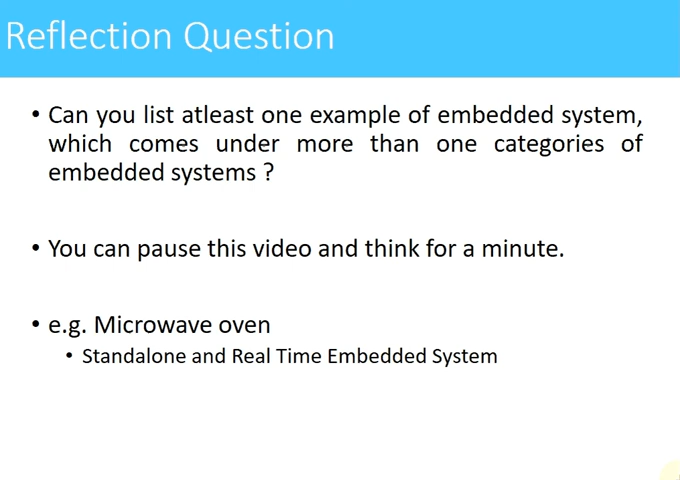 Reflection Question
• Can you list atleast one example of embedded system,
which comes under more than one categories of
embedded systems ?
• You can pause this video and think for a minute.
• e.g. Microwave oven
• Standalone and Real Time Embedded System